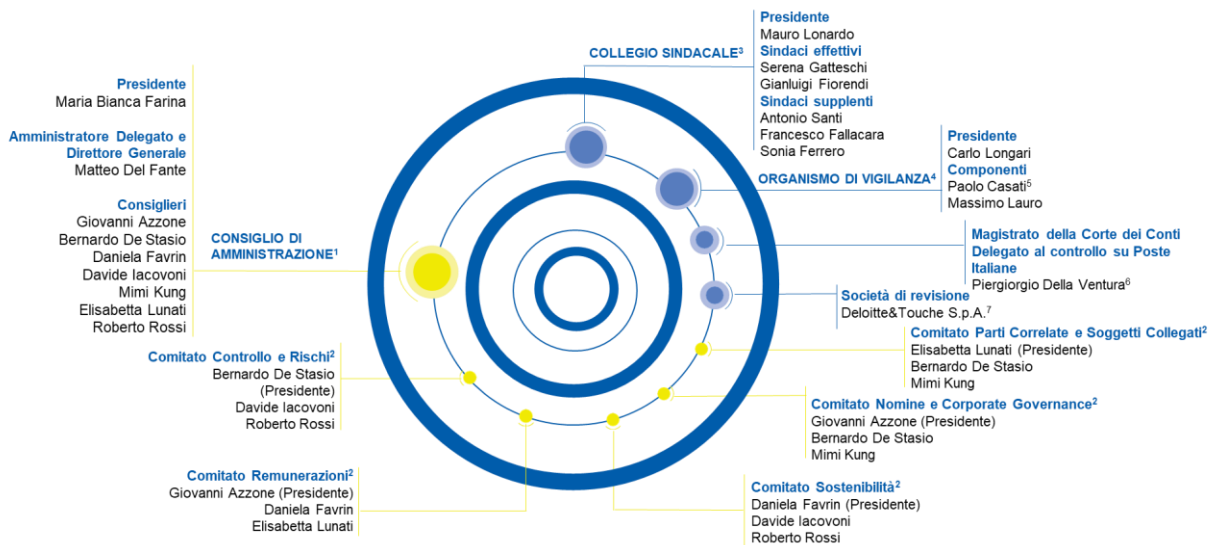 Presidente
Maria Bianca Farina
Amministratore Delegato e
Direttore Generale
Matteo Del Fante
Consiglieri
Giovanni Azzone
Bernardo De Stasio
Daniela Favrin
Davide Iacovoni
Mimi Kung
Elisabetta Lunati
Roberto Rossi
CONSIGLIO DI
AMMINISTRAZIONE¹
COLLEGIO SINDACALE³
Presidente
Mauro Lonardo
Sindaci effettivi
Serena Gatteschi
Gianluigi Fiorendi
Sindaci supplenti
Antonio Santi
Francesco Fallacara
Sonia Ferrero
ORGANISMO DI VIGILANZA⁴
Presidente
Carlo Longari
Componenti
Paolo Casati⁵
Massimo Lauro
Magistrato della Corte dei Conti
Delegato al controllo su Poste
Italiane
Piergiorgio Della Ventura⁶
Società di revisione
Deloitte&Touche S.p.A.⁷
Comitato Parti Correlate e Soggetti Collegati²
Elisabetta Lunati (Presidente)
Bernardo De Stasio
Mimi Kung
Comitato Nomine e Corporate Governance²
Giovanni Azzone (Presidente)
Bernardo De Stasio
Mimi Kung
Comitato Sostenibilità²
Daniela Favrin (Presidente)
Davide Iacovoni
Roberto Rossi
Comitato Controllo e Rischi²
Bernardo De Stasio
(Presidente)
Davide Iacovoni
Roberto Rossi
Comitato Remunerazioni²
Giovanni Azzone (Presidente)
Daniela Favrin
Elisabetta Lunati